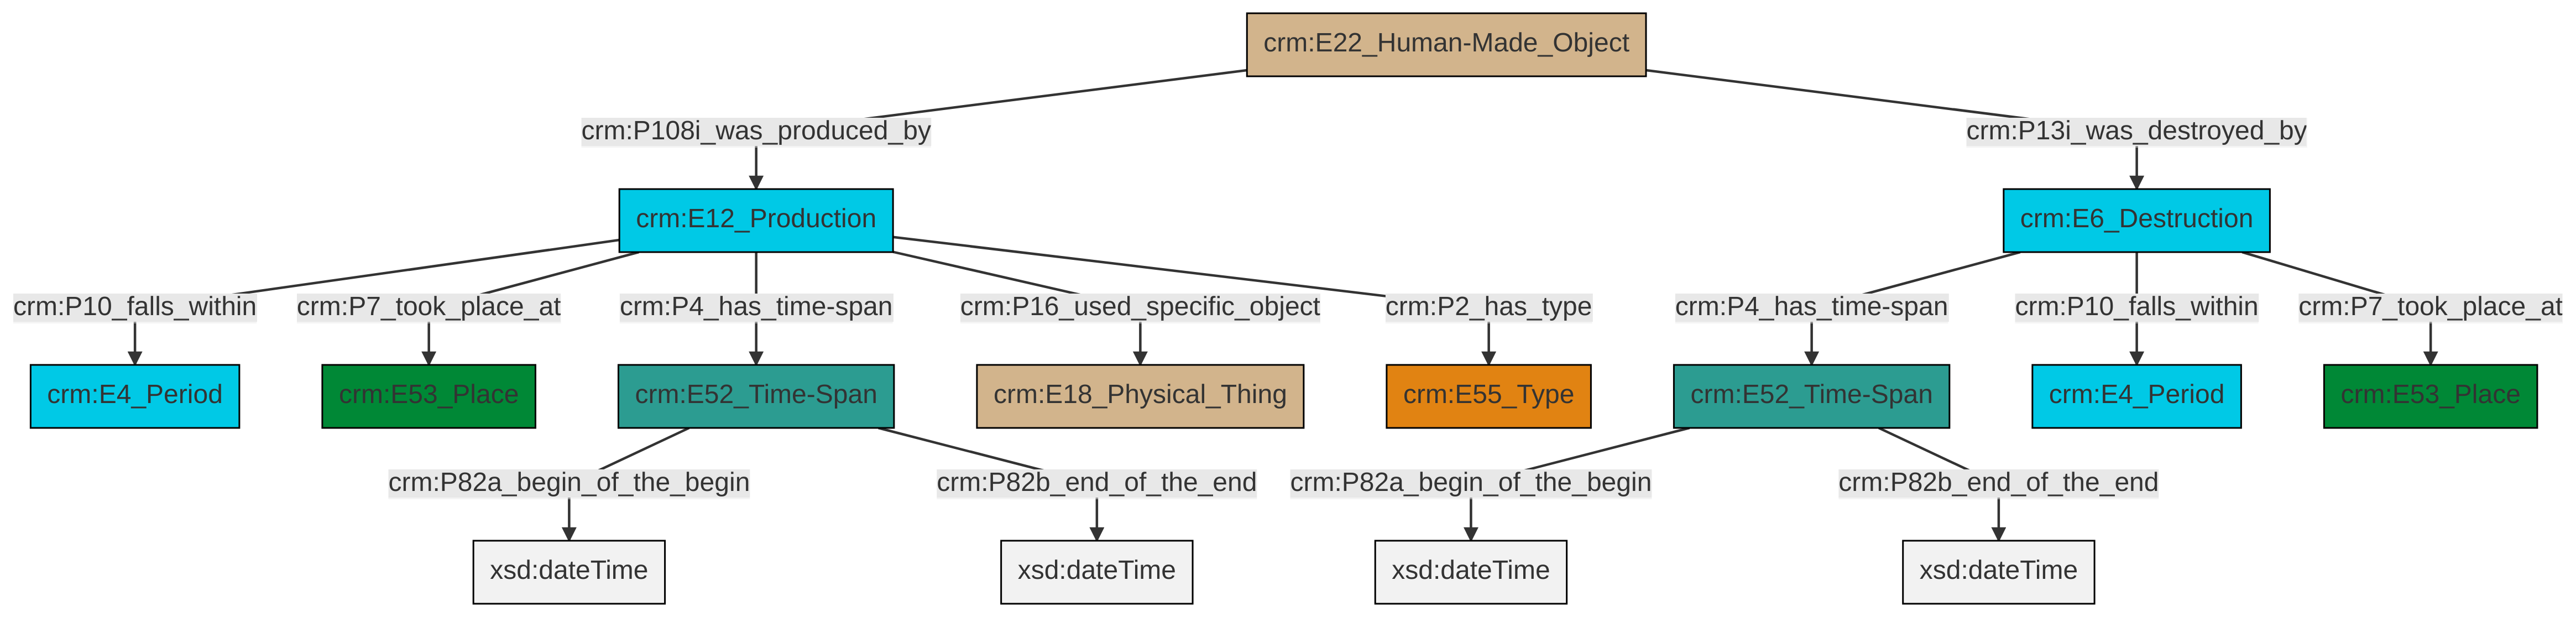 crm:E22_Human-Made_Object
crm:P108i_was_produced_by
crm:P13i_was_destroyed_by
crm:E12_Production
crm:E6_Destruction
crm:P10_falls_within
crm:P7_took_place_at
crm:P4_has_time-span
crm:P16_used_specific_object
crm:P2_has_type
crm:P4_has_time-span
crm:P10_falls_within
crm:P7_took_place_at
crm:E4_Period
crm:E53_Place
crm:E52_Time-Span
crm:E18_Physical_Thing
crm:E55_Type
crm:E52_Time-Span
crm:E4_Period
crm:E53_Place
crm:P82a_begin_of_the_begin
crm:P82b_end_of_the_end
crm:P82a_begin_of_the_begin
crm:P82b_end_of_the_end
xsd:dateTime
xsd:dateTime
xsd:dateTime
xsd:dateTime